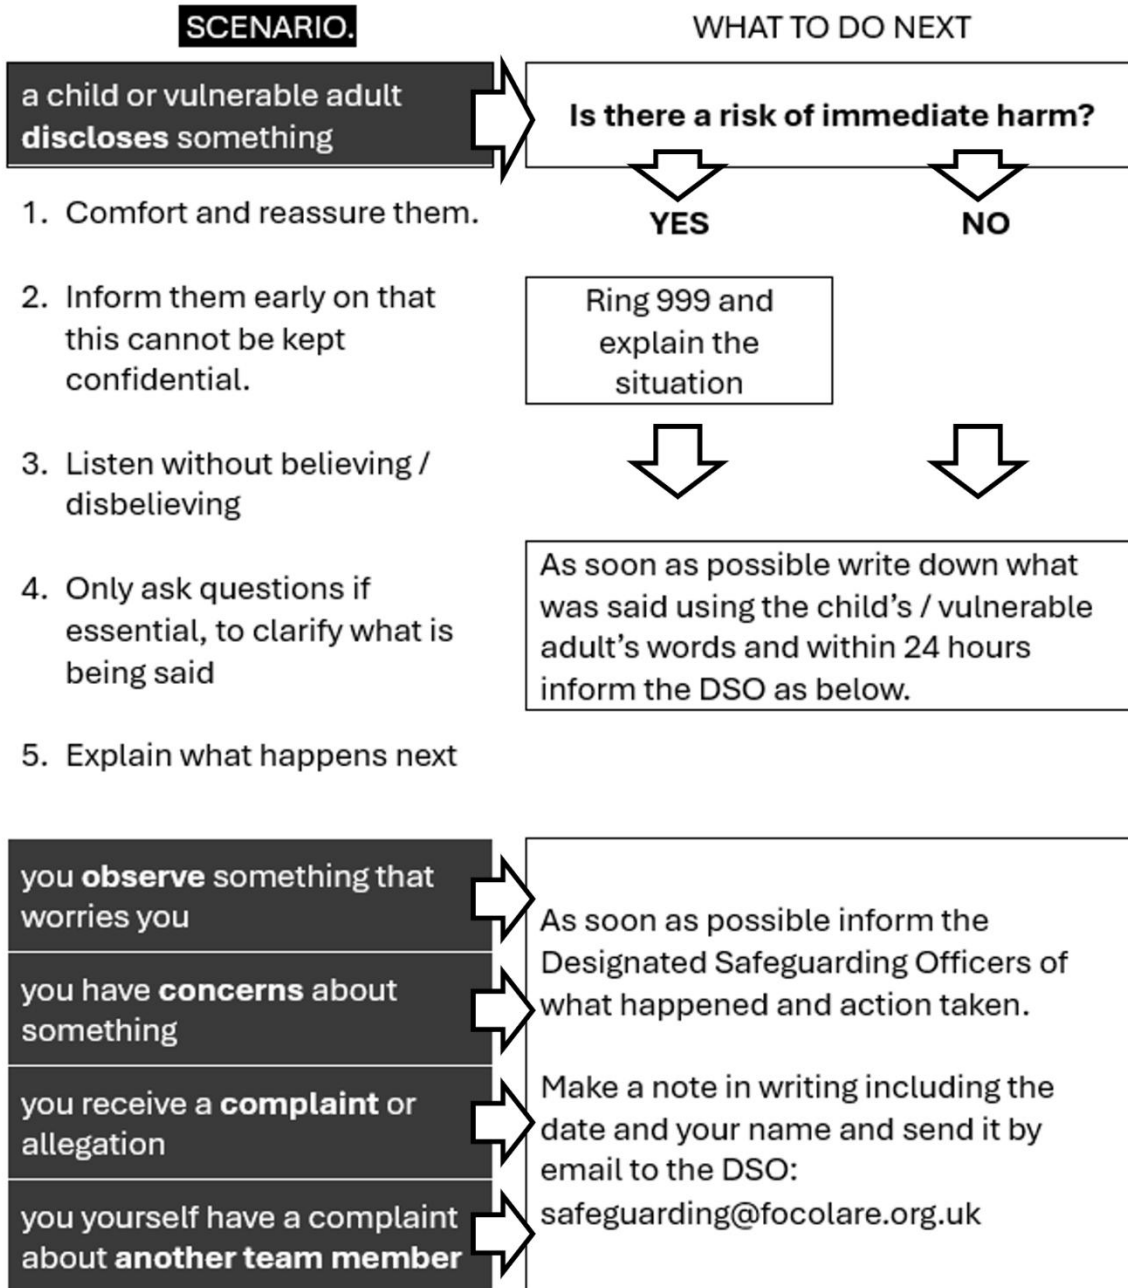 SCENARIO.
WHAT TO DO NEXT
a child or vulnerable adult
discloses something
Is there a risk of immediate harm?
1. Comfort and reassure them.
2. Inform them early on that
this cannot be kept
confidential.
3. Listen without believing /
disbelieving
4. Only ask questions if
essential, to clarify what is
being said
5. Explain what happens next
YES
NO
Ring 999 and
explain the
situation
As soon as possible write down what
was said using the child’s / vulnerable
adult’s words and within 24 hours
inform the DSO as below.
you observe something that
worries you
you have concerns about
something
you receive a complaint or
allegation
you yourself have a complaint
about another team member
As soon as possible inform the
Designated Safeguarding Officers of
what happened and action taken.
Make a note in writing including the
date and your name and send it by
email to the DSO:
safeguarding@focolare.org.uk